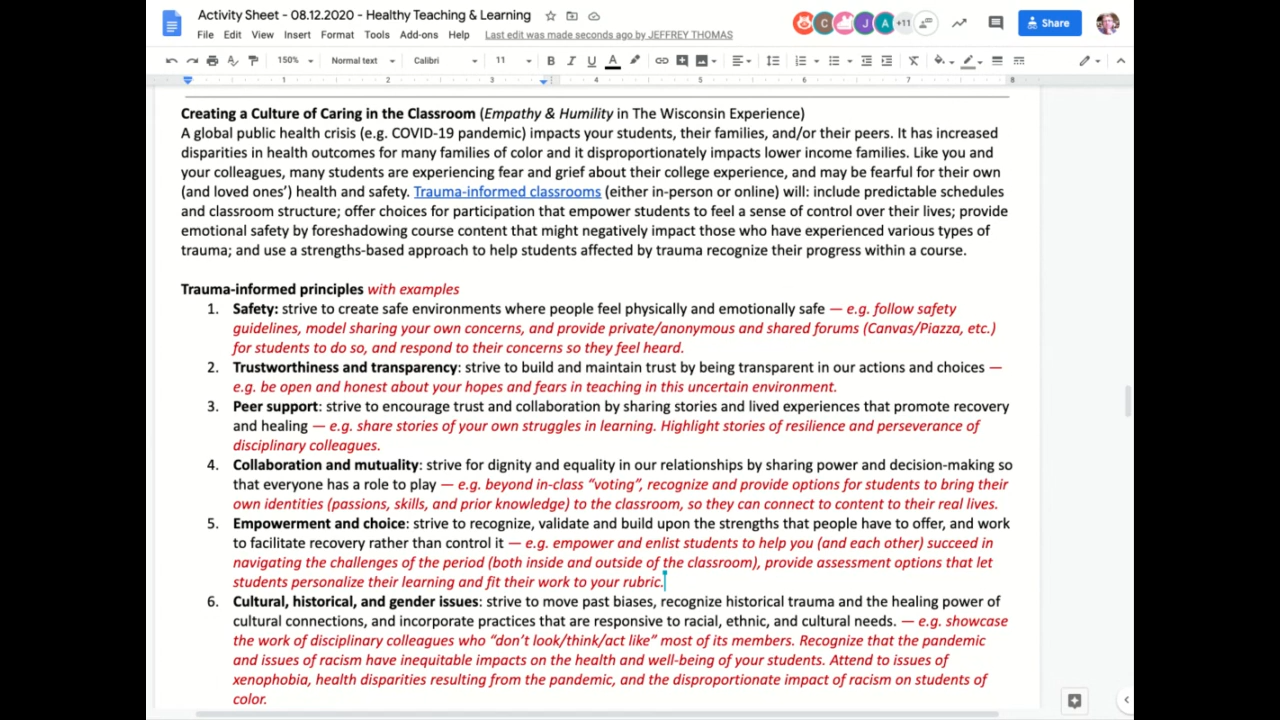 Activity Sheet - 08.12.2020 - Healthy Teaching & Learning
C J A +11 Share
File Edit View Insert Format Tools Add-ons Help Last edit was made seconds ago by JEFFREY THOMAS
150% Normal text Calibri 11 B I U A
1 2 3 4 5 6 7 8
Creating a Culture of Caring in the Classroom (Empathy & Humility in The Wisconsin Experience)
A global public health crisis (e.g. COVID-19 pandemic) impacts your students, their families, and/or their peers. It has increased
disparities in health outcomes for many families of color and it disproportionately impacts lower income families. Like you and
your colleagues, many students are experiencing fear and grief about their college experience, and may be fearful for their own
(and loved ones’) health and safety. Trauma-informed classrooms (either in-person or online) will: include predictable schedules
and classroom structure; offer choices for participation that empower students to feel a sense of control over their lives; provide
emotional safety by foreshadowing course content that might negatively impact those who have experienced various types of
trauma; and use a strengths-based approach to help students affected by trauma recognize their progress within a course.
Trauma-informed principles with examples
1. Safety: strive to create safe environments where people feel physically and emotionally safe — e.g. follow safety
guidelines, model sharing your own concerns, and provide private/anonymous and shared forums (Canvas/Piazza, etc.)
for students to do so, and respond to their concerns so they feel heard.
2. Trustworthiness and transparency: strive to build and maintain trust by being transparent in our actions and choices —
e.g. be open and honest about your hopes and fears in teaching in this uncertain environment.
3. Peer support: strive to encourage trust and collaboration by sharing stories and lived experiences that promote recovery
and healing — e.g. share stories of your own struggles in learning. Highlight stories of resilience and perseverance of
disciplinary colleagues.
4. Collaboration and mutuality: strive for dignity and equality in our relationships by sharing power and decision-making so
that everyone has a role to play — e.g. beyond in-class “voting”, recognize and provide options for students to bring their
own identities (passions, skills, and prior knowledge) to the classroom, so they can connect to content to their real lives.
5. Empowerment and choice: strive to recognize, validate and build upon the strengths that people have to offer, and work
to facilitate recovery rather than control it — e.g. empower and enlist students to help you (and each other) succeed in
navigating the challenges of the period (both inside and outside of the classroom), provide assessment options that let
students personalize their learning and fit their work to your rubric.
6. Cultural, historical, and gender issues: strive to move past biases, recognize historical trauma and the healing power of
cultural connections, and incorporate practices that are responsive to racial, ethnic, and cultural needs. — e.g. showcase
the work of disciplinary colleagues who “don’t look/think/act like” most of its members. Recognize that the pandemic
and issues of racism have inequitable impacts on the health and well-being of your students. Attend to issues of
xenophobia, health disparities resulting from the pandemic, and the disproportionate impact of racism on students of
color.